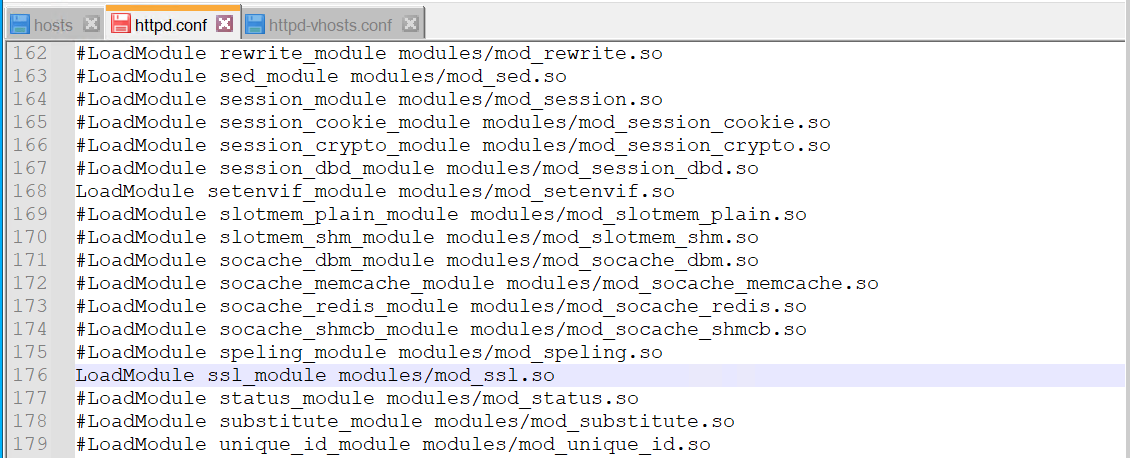 hosts httpd.conf httpd-vhosts.conf
162 #LoadModule rewrite_module modules/mod_rewrite.so
163 #LoadModule sed_module modules/mod_sed.so
164 #LoadModule session_module modules/mod_session.so
165 #LoadModule session_cookie_module modules/mod_session_cookie.so
166 #LoadModule session_crypto_module modules/mod_session_crypto.so
167 #LoadModule session_dbd_module modules/mod_session_dbd.so
168 LoadModule setenvif_module modules/mod_setenvif.so
169 #LoadModule slotmem_plain_module modules/mod_slotmem_plain.so
170 #LoadModule slotmem_shm_module modules/mod_slotmem_shm.so
171 #LoadModule socache_dbm_module modules/mod_socache_dbm.so
172 #LoadModule socache_memcache_module modules/mod_socache_memcache.so
173 #LoadModule socache_redis_module modules/mod_socache_redis.so
174 #LoadModule socache_shmcb_module modules/mod_socache_shmcb.so
175 #LoadModule speling_module modules/mod_speling.so
176 LoadModule ssl_module modules/mod_ssl.so
177 #LoadModule status_module modules/mod_status.so
178 #LoadModule substitute_module modules/mod_substitute.so
179 #LoadModule unique_id_module modules/mod_unique_id.so